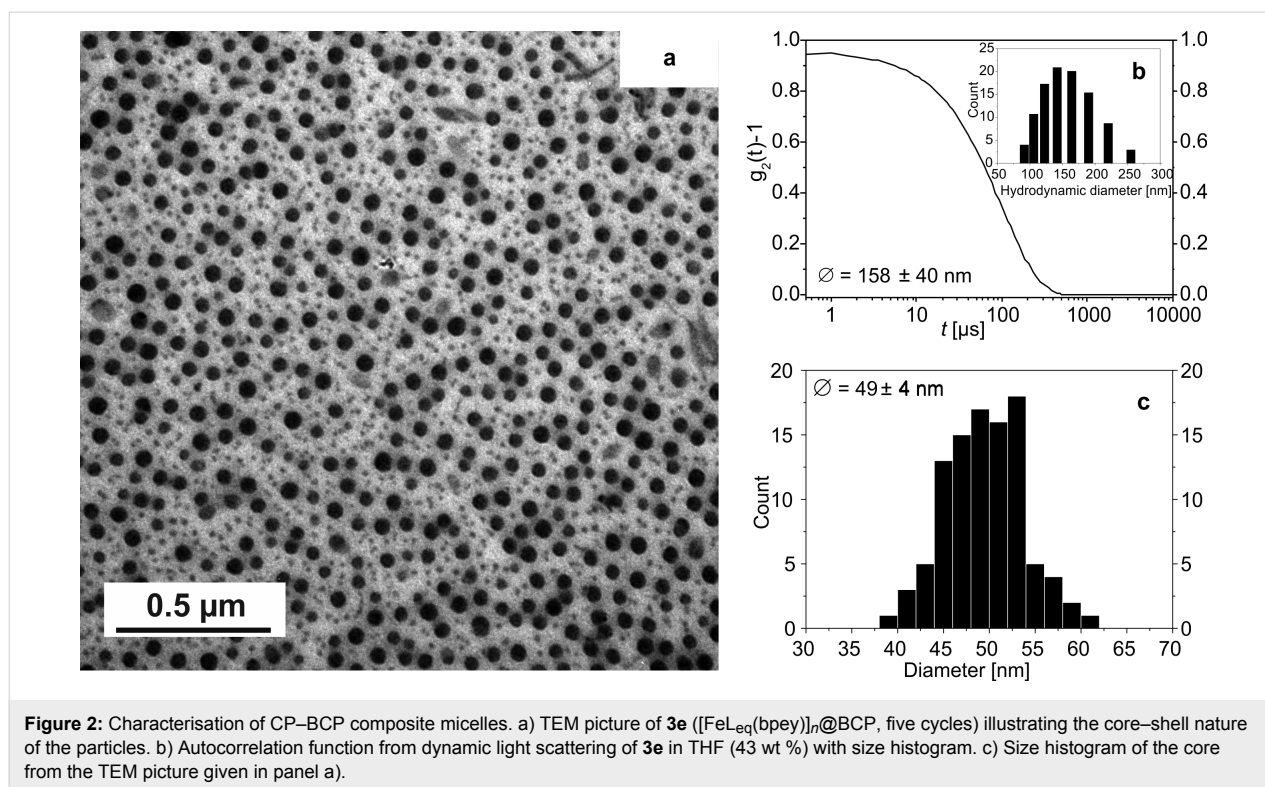 a
0.5 µm
1.0
0.8
0.6
0.4
0.2
0.0
g2(t)-1
1.0
0.8
0.6
0.4
0.2
0.0
1 10 100 1000 10000
t [µs]
∅ = 158 ± 40 nm
b
25
20
15
10
5
0
Count
50 100 150 200 250 300
Hydrodynamic diameter [nm]
∅ = 49 ± 4 nm
c
20
15
10
5
0
Count
20
15
10
5
0
30 35 40 45 50 55 60 65 70
Diameter [nm]
Figure 2: Characterisation of CP–BCP composite micelles. a) TEM picture of 3e ([FeLeq(bpey)]n@BCP, five cycles) illustrating the core–shell nature
of the particles. b) Autocorrelation function from dynamic light scattering of 3e in THF (43 wt %) with size histogram. c) Size histogram of the core
from the TEM picture given in panel a).